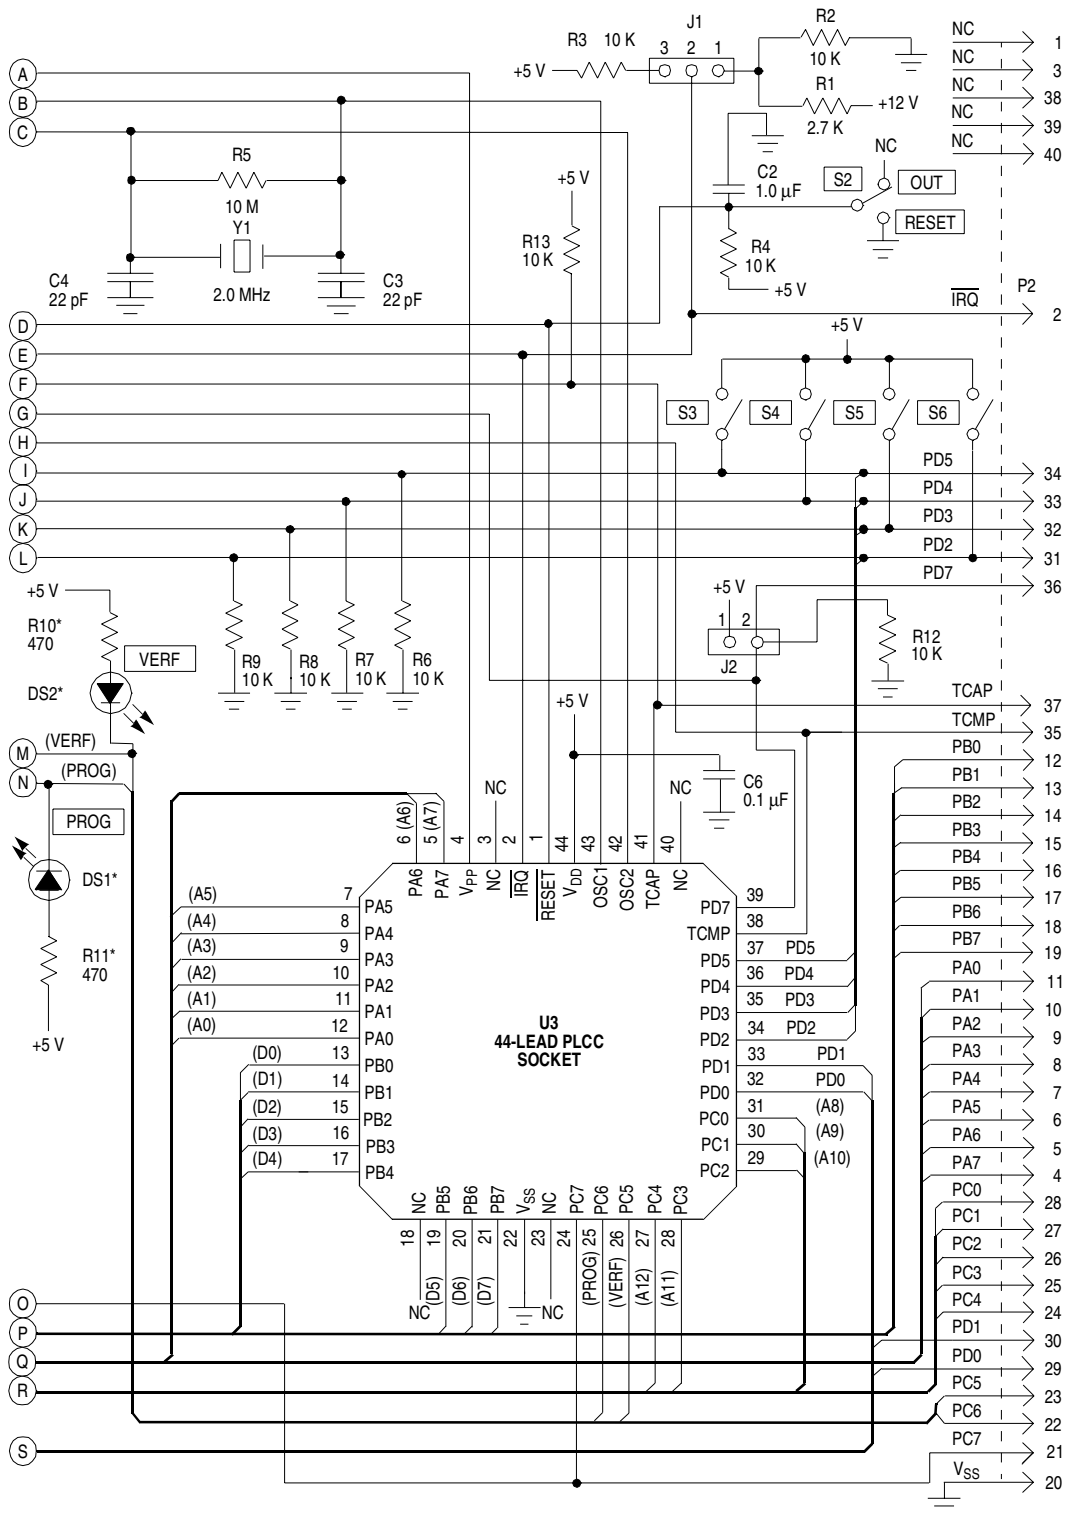 J1
3 2 1
R3 10 K
+5 V
R2
10 K
R1
2.7 K
+12 V
NC 1
NC 3
NC 38
NC 39
NC 40
A
B
C
R5
10 M
Y1
2.0 MHz
C4
22 pF
C3
22 pF
+5 V
R13
10 K
C2
1.0 µF
NC
S2
OUT
RESET
R4
10 K
+5 V
IRQ
P2
2
D
E
F
G
H
I
J
K
L
+5 V
S3
S4
S5
S6
PD5 34
PD4 33
PD3 32
PD2 31
PD7 36
+5 V
R10*
470
VERF
DS2*
R9
10 K
R8
10 K
R7
10 K
R6
10 K
+5 V
1 2
J2
R12
10 K
TCAP 37
TCMP 35
M
(VERF)
N
(PROG)
PROG
DS1*
R11*
470
+5 V
+5 V
C6
0.1 µF
NC
NC
PB0 12
PB1 13
PB2 14
PB3 15
PB4 16
PB5 17
PB6 18
PB7 19
PA0 11
PA1 10
PA2 9
PA3 8
PA4 7
PA5 6
PA6 5
PA7 4
PC0 28
PC1 27
PC2 26
PC3 25
PC4 24
PD1 30
PD0 29
PC5 23
PC6 22
PC7 21
VSS 20
6 (A6)
5 (A7)
4
3
2
1
44
43
42
41
40
PA6
PA7
VPP
NC
IRQ
RESET
VDD
OSC1
OSC2
TCAP
NC
(A5) 7 PA5
(A4) 8 PA4
(A3) 9 PA3
(A2) 10 PA2
(A1) 11 PA1
(A0) 12 PA0
(D0) 13 PB0
(D1) 14 PB1
(D2) 15 PB2
(D3) 16 PB3
(D4) 17 PB4
U3
44-LEAD PLCC
SOCKET
PD7 39
TCMP 38
PD5 37 PD5
PD4 36 PD4
PD3 35 PD3
PD2 34 PD2
PD1 33 PD1
PD0 32 PD0
PC0 31 (A8)
PC1 30 (A9)
PC2 29 (A10)
NC
PB5
PB6
PB7
VSS
NC
PC7
PC6
PC5
PC4
PC3
18
19
20
21
22
23
24
25
26
27
28
NC
(D5)
(D6)
(D7)
NC
(PROG)
(VERF)
(A12)
(A11)
O
P
Q
R
S